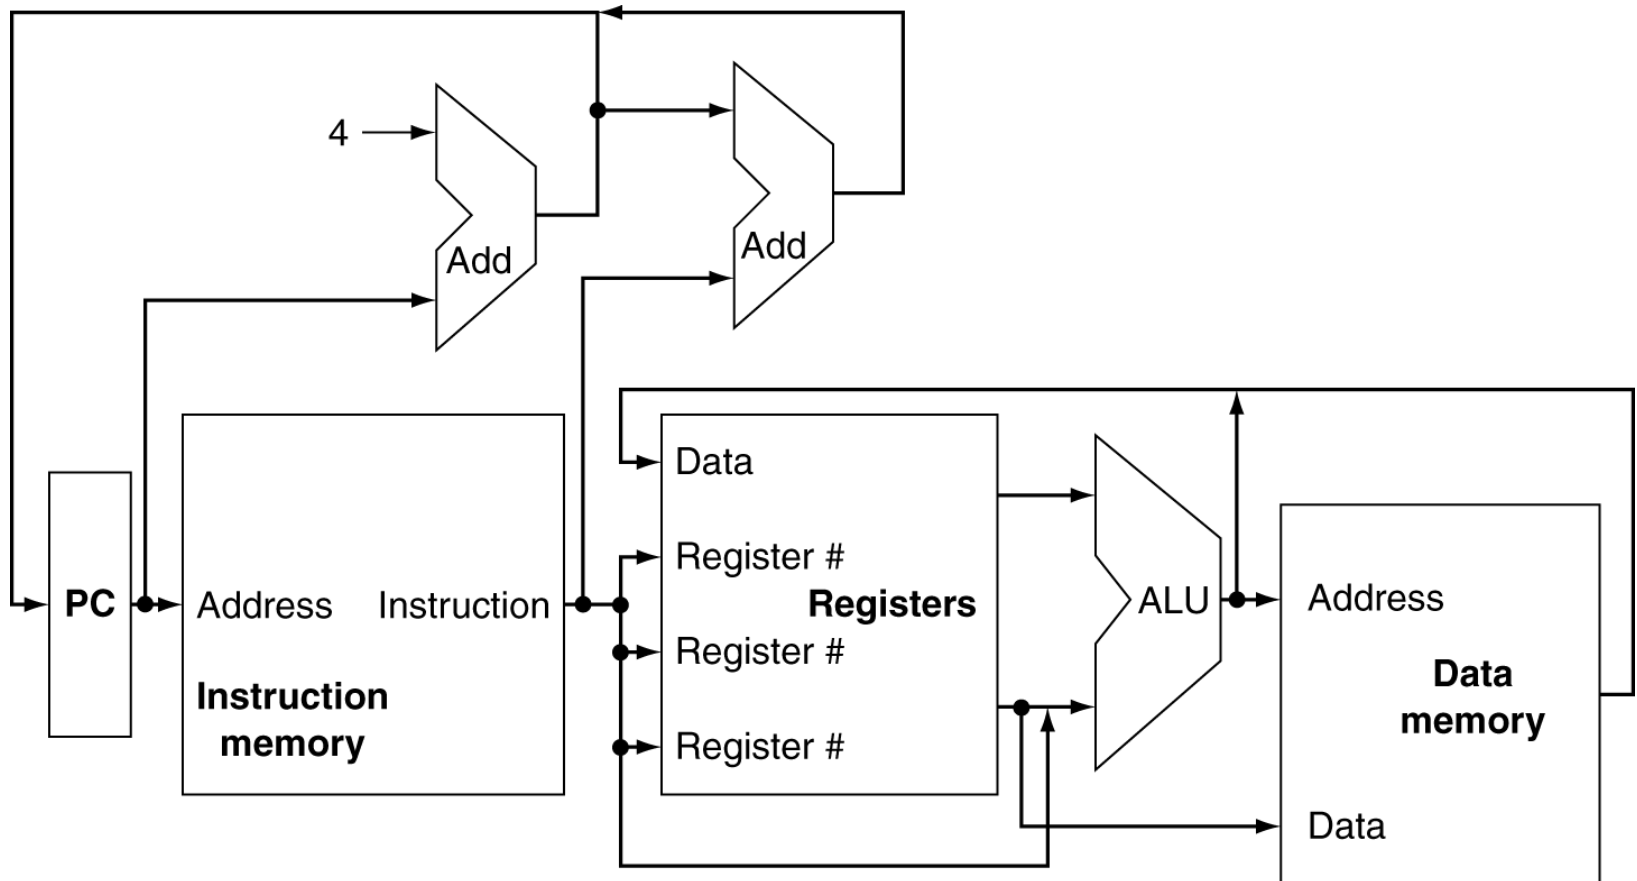 4
Add
Add
Data
Register #
PC
Address
Instruction
Registers
ALU
Address
Register #
Instruction
memory
Data
memory
Register #
Data